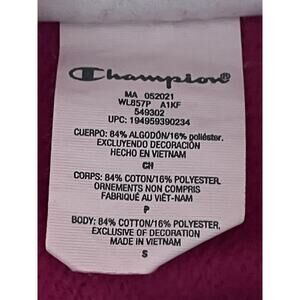 Champion
MA 052021
WL857P A1KF
549302
UPC: 194959390234
CUERPO: 84% ALGODÓN/16% poliéster.
EXCLUYENDO DECORACIÓN
HECHO EN VIETNAM
CH
CORPS: 84% COTON/16% POLYESTER.
ORNEMENTS NON COMPRIS
FABRIQUÉ AU VIÊT-NAM
P
BODY: 84% COTTON/16% POLYESTER.
EXCLUSIVE OF DECORATION
MADE IN VIETNAM
S